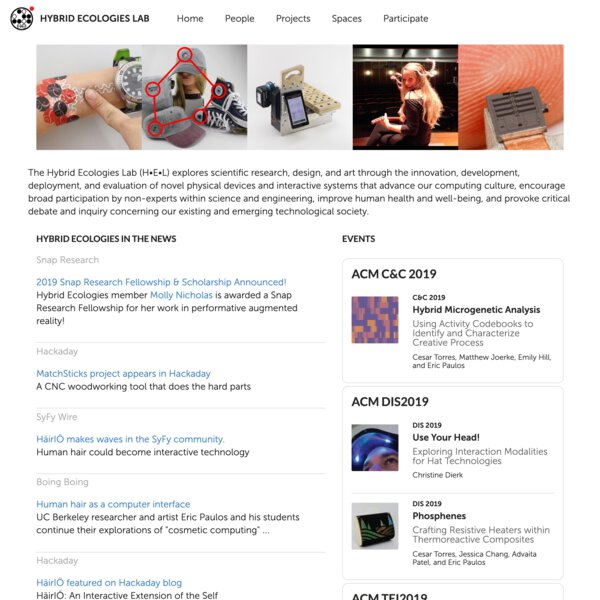 HYBRID ECOLOGIES LAB
Home
People
Projects
Spaces
Participate
The Hybrid Ecologies Lab (H•E•L) explores scientific research, design, and art through the innovation, development,
deployment, and evaluation of novel physical devices and interactive systems that advance our computing culture, encourage
broad participation by non-experts within science and engineering, improve human health and well-being, and provoke critical
debate and inquiry concerning our existing and emerging technological society.
HYBRID ECOLOGIES IN THE NEWS
Snap Research
2019 Snap Research Fellowship & Scholarship Announced!
Hybrid Ecologies member Molly Nicholas is awarded a Snap
Research Fellowship for her work in performative augmented
reality!
Hackaday
MatchSticks project appears in Hackaday
A CNC woodworking tool that does the hard parts
SyFy Wire
HäirIÖ makes waves in the SyFy community.
Human hair could become interactive technology
Boing Boing
Human hair as a computer interface
UC Berkeley researcher and artist Eric Paulos and his students
continue their explorations of "cosmetic computing" ...
Hackaday
HäirIÖ featured on Hackaday blog
HäirIÖ: An Interactive Extension of the Self
EVENTS
ACM C&C 2019
C&C 2019
Hybrid Microgenetic Analysis
Using Activity Codebooks to
Identify and Characterize
Creative Process
Cesar Torres, Matthew Joerke, Emily Hill,
and Eric Paulos
ACM DIS2019
DIS 2019
Use Your Head!
Exploring Interaction Modalities
for Hat Technologies
Christine Dierk
DIS 2019
Phosphenes
Crafting Resistive Heaters within
Thermoreactive Composites
Cesar Torres, Jessica Chang, Advaita
Patel, and Eric Paulos
ACM TEI2019